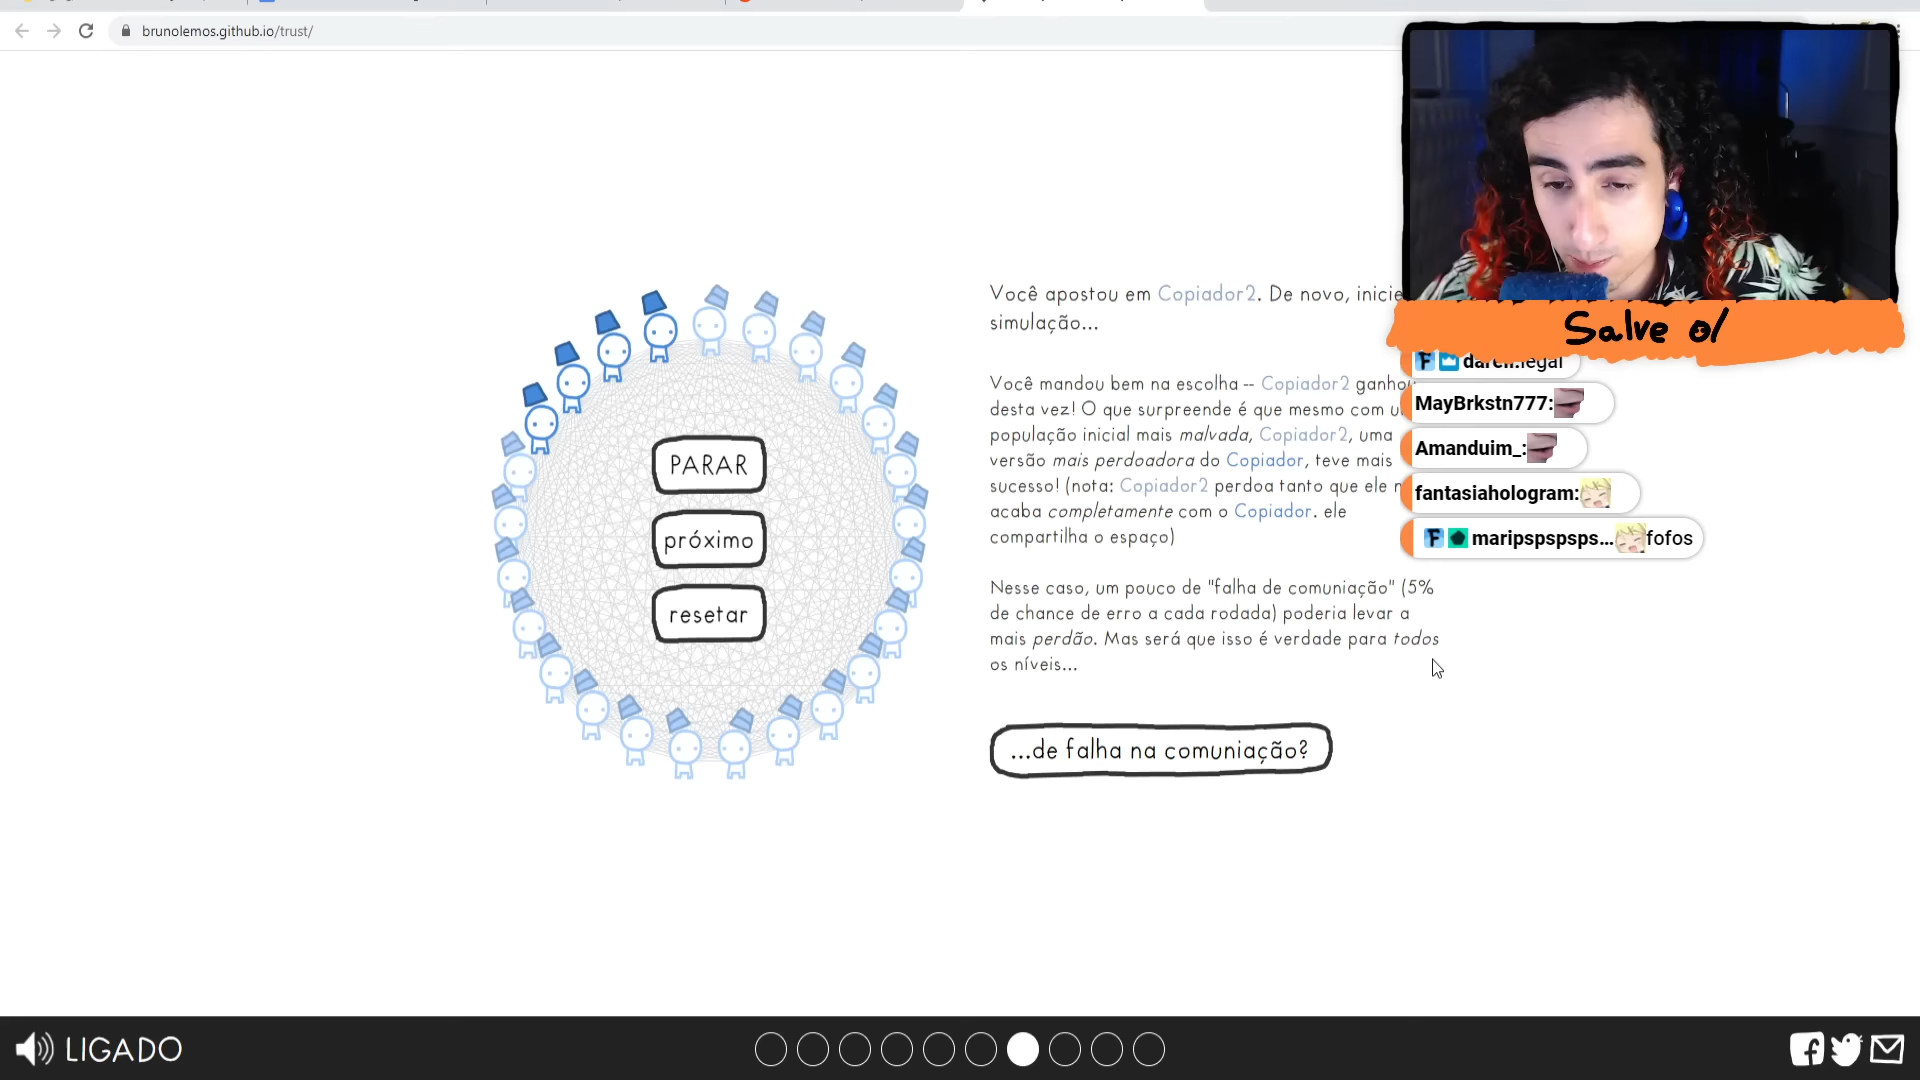 brunolemos.github.io/trust/
Você apostou em Copiador2. De novo, inicie
simulação...
Você mandou bem na escolha -- Copiador2 ganho
desta vez! O que surpreende é que mesmo com u
população inicial mais malvada, Copiador2, uma
versão mais perdoadora do Copiador, teve mais
sucesso! (nota: Copiador2 perdoa tanto que ele n
acaba completamente com o Copiador. ele
compartilha o espaço)
Nesse caso, um pouco de "falha de comuniação" (5%
de chance de erro a cada rodada) poderia levar a
mais perdão. Mas será que isso é verdade para todos
os níveis...
...de falha na comuniação?
PARAR
próximo
resetar
Salve o/
legal
MayBrkstn777:
Amanduim_:
fantasiahologram:
maripspspsps... fofos
LIGADO